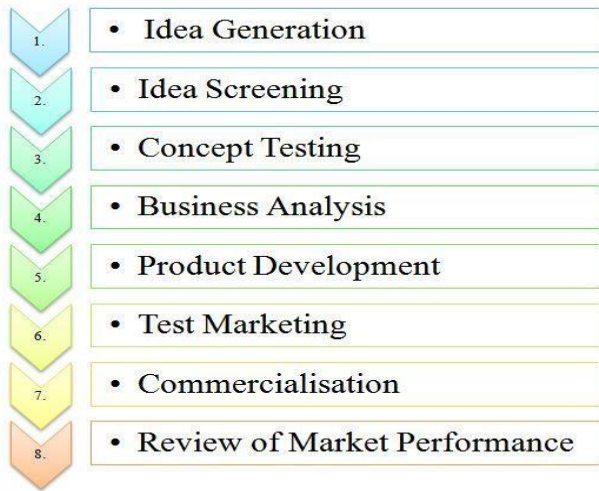 1. • Idea Generation
2. • Idea Screening
3. • Concept Testing
4. • Business Analysis
5. • Product Development
6. • Test Marketing
7. • Commercialisation
8. • Review of Market Performance